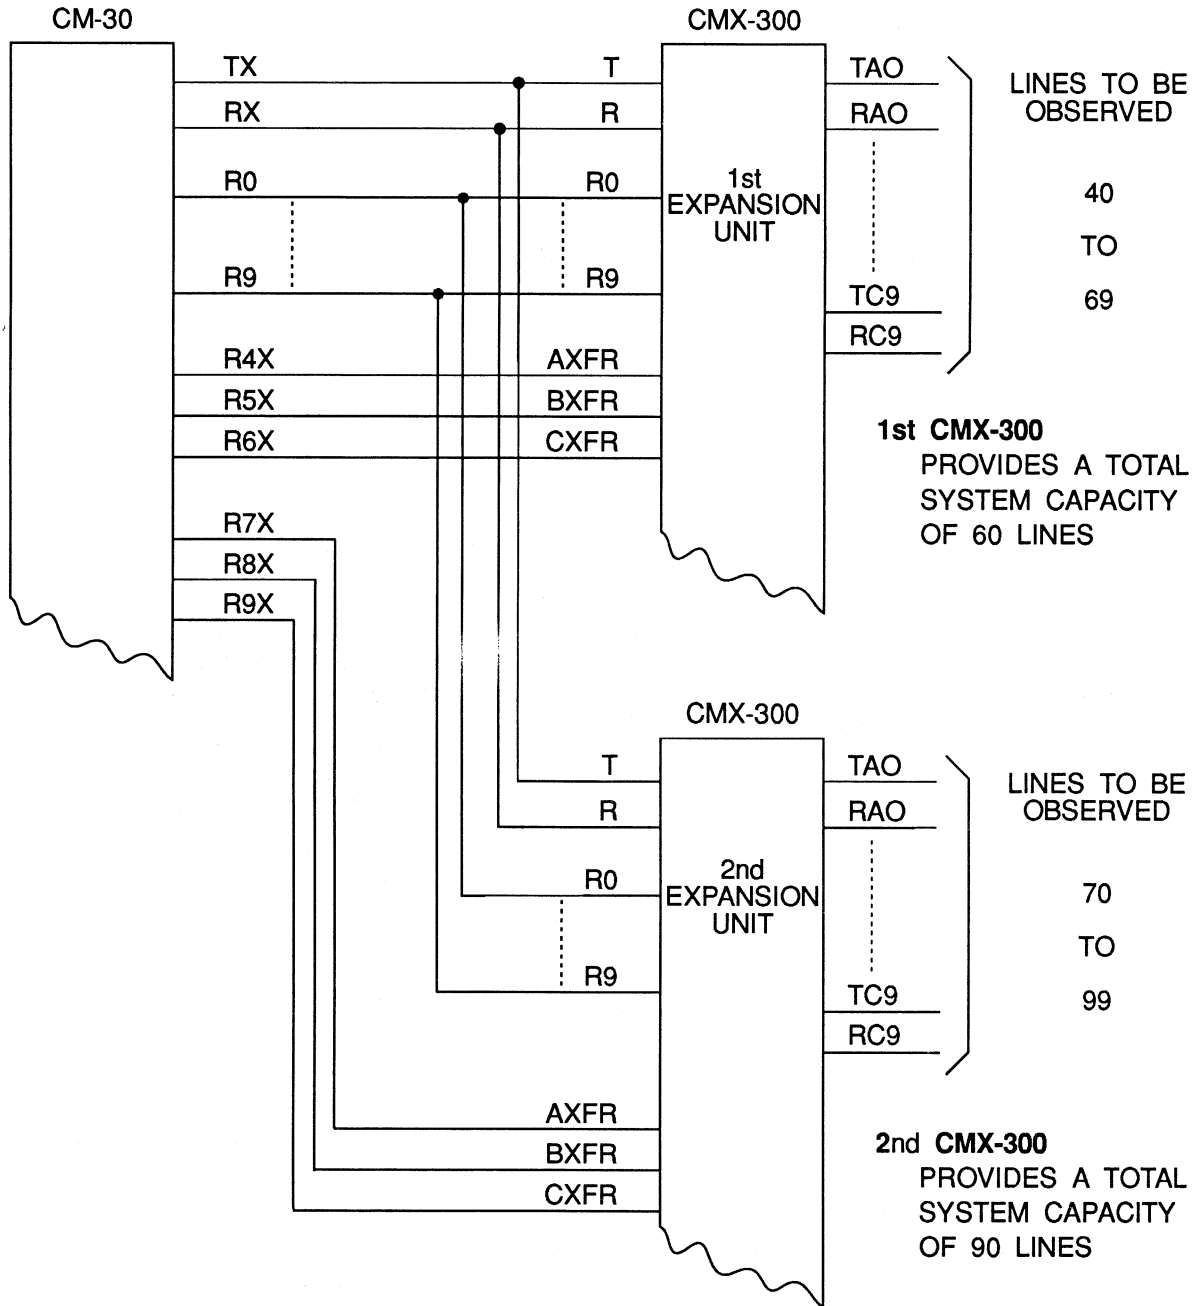 CM-30
CMX-300
TX
T
TAO
LINES TO BE
OBSERVED
RX
R
RAO
R0
R0
1st
EXPANSION
UNIT
40
TO
69
R9
R9
TC9
RC9
R4X
AXFR
R5X
BXFR
R6X
CXFR
1st CMX-300
PROVIDES A TOTAL
SYSTEM CAPACITY
OF 60 LINES
R7X
R8X
R9X
CMX-300
T
TAO
LINES TO BE
OBSERVED
R
RAO
R0
2nd
EXPANSION
UNIT
70
TO
99
R9
TC9
RC9
AXFR
BXFR
CXFR
2nd CMX-300
PROVIDES A TOTAL
SYSTEM CAPACITY
OF 90 LINES